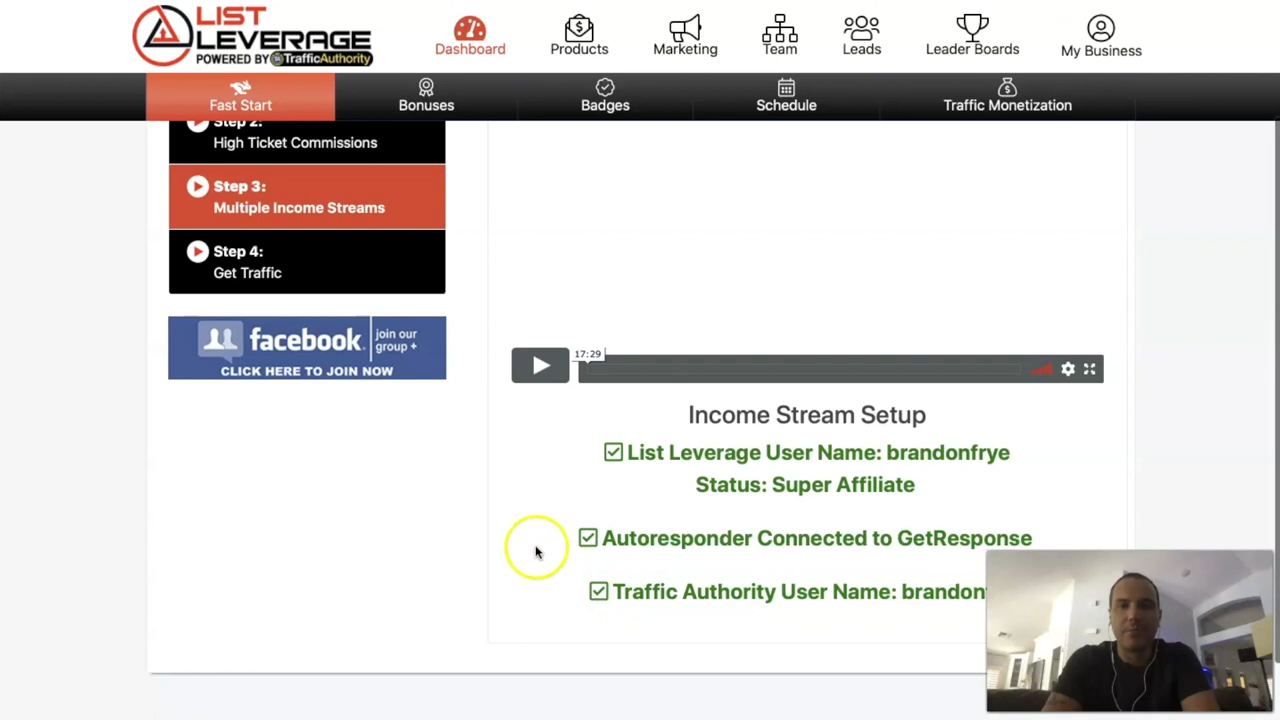 LIST
LEVERAGE
POWERED BY TrafficAuthority
Dashboard
Products
Marketing
Team
Leads
Leader Boards
My Business
Fast Start
Bonuses
Badges
Schedule
Traffic Monetization
Step 2:
High Ticket Commissions
Step 3:
Multiple Income Streams
Step 4:
Get Traffic
facebook.
join our
group +
CLICK HERE TO JOIN NOW
17:29
Income Stream Setup
List Leverage User Name: brandonfrye
Status: Super Affiliate
Autoresponder Connected to GetResponse
Traffic Authority User Name: brandon